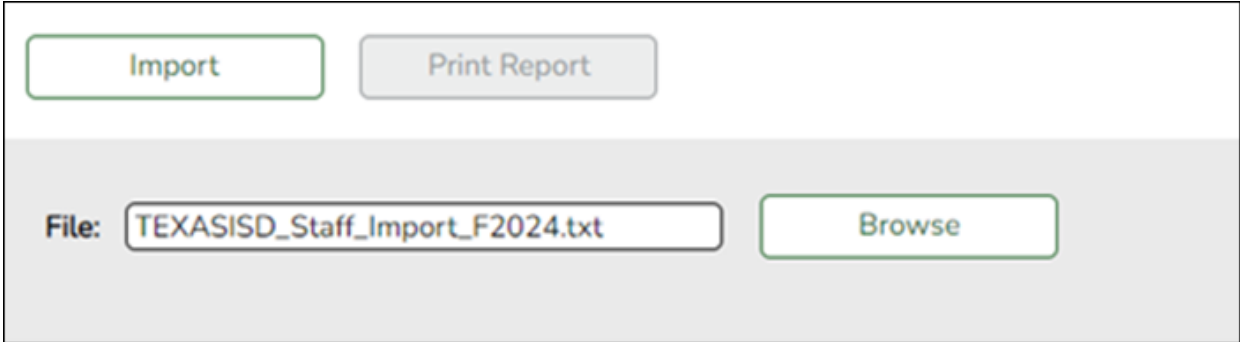 Import Print Report
File: TEXASISD_Staff_Import_F2024.txt Browse